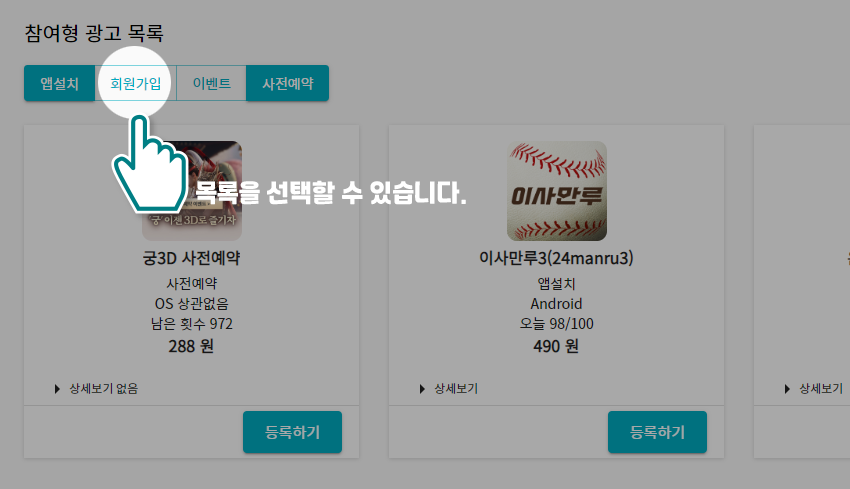 참여형 광고 목록
앱설치 회원가입 이벤트 사전예약
목록을 선택할 수 있습니다.
'궁'이젠 3D로 즐기자
궁3D 사전예약
사전예약
OS 상관없음
남은 횟수 972
288 원
상세보기 없음
등록하기
이사만루
이사만루3(24manru3)
앱설치
Android
오늘 98/100
490 원
상세보기
등록하기
상세보기